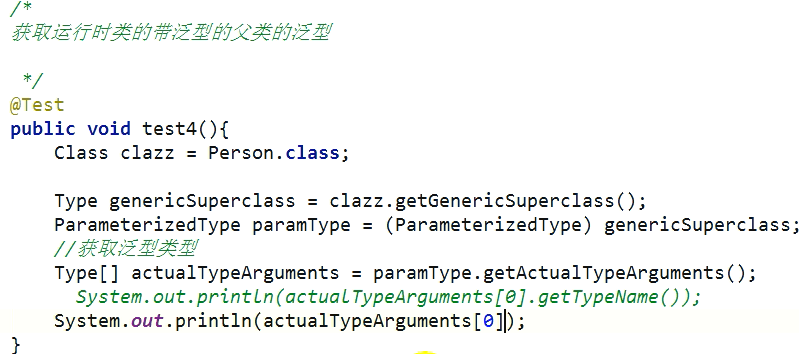 /*
获取运行时类的带泛型的父类的泛型
*/
@Test
public void test4(){
Class clazz = Person.class;
Type genericSuperclass = clazz.getGenericSuperclass();
ParameterizedType paramType = (ParameterizedType) genericSuperclass;
//获取泛型类型
Type[] actualTypeArguments = paramType.getActualTypeArguments();
System.out.println(actualTypeArguments[0].getTypeName());
System.out.println(actualTypeArguments[0]);
}